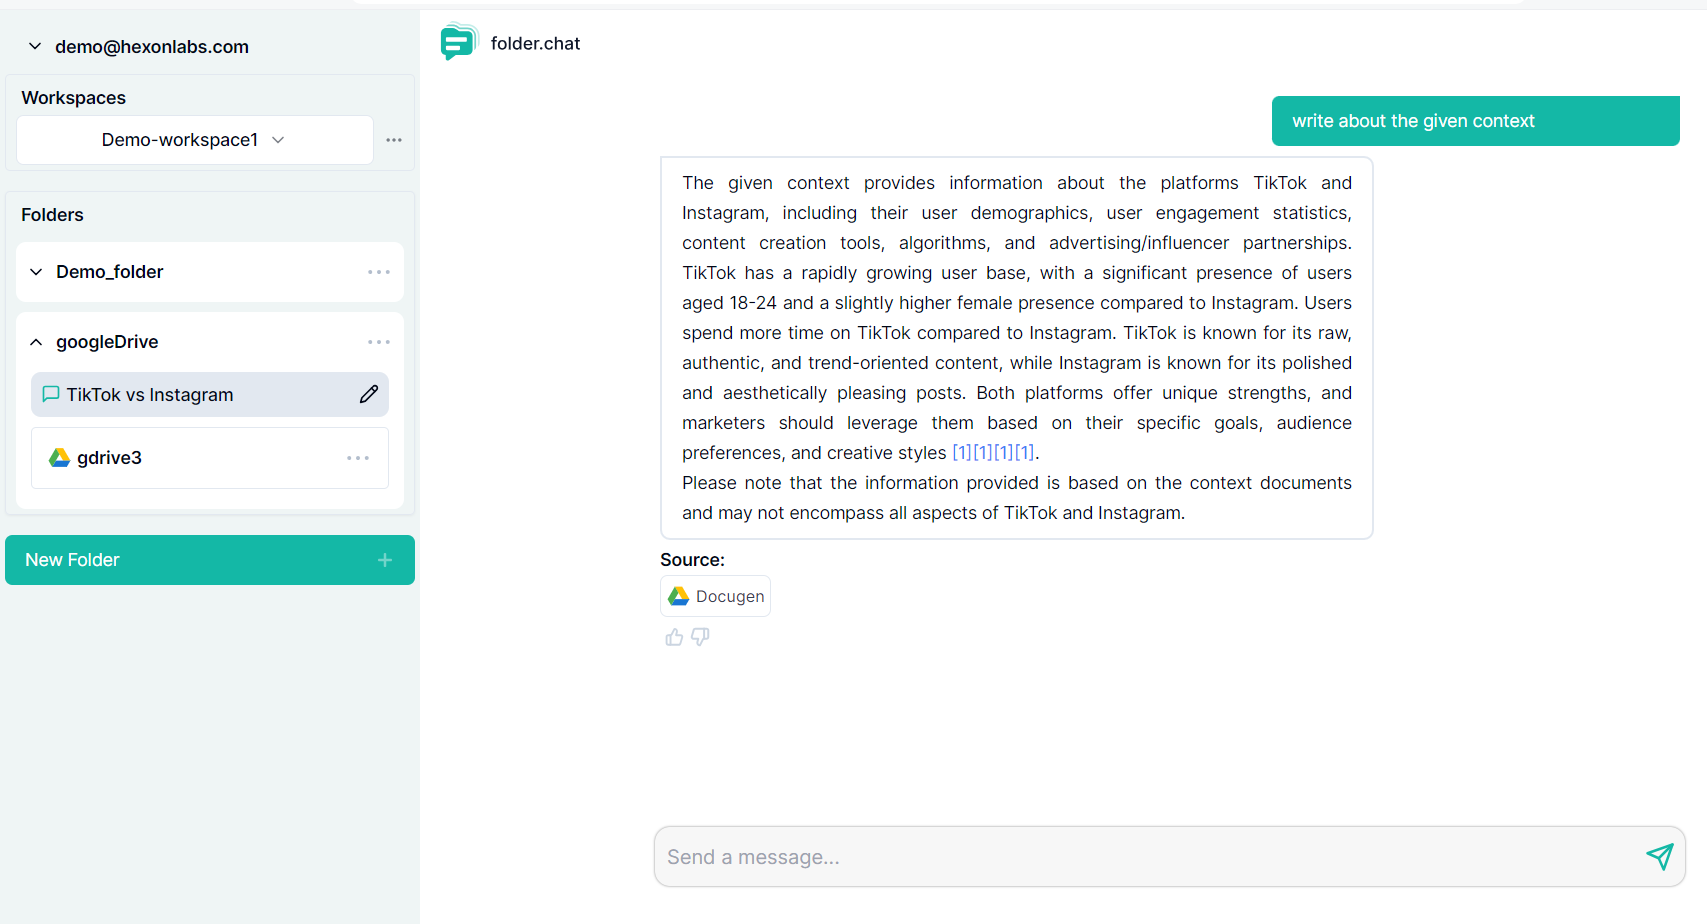 demo@hexonlabs.com
Workspaces
Demo-workspace1
Folders
Demo_folder
googleDrive
TikTok vs Instagram
gdrive3
New Folder
folder.chat
write about the given context
The given context provides information about the platforms TikTok and
Instagram, including their user demographics, user engagement statistics,
content creation tools, algorithms, and advertising/influencer partnerships.
TikTok has a rapidly growing user base, with a significant presence of users
aged 18-24 and a slightly higher female presence compared to Instagram. Users
spend more time on TikTok compared to Instagram. TikTok is known for its raw,
authentic, and trend-oriented content, while Instagram is known for its polished
and aesthetically pleasing posts. Both platforms offer unique strengths, and
marketers should leverage them based on their specific goals, audience
preferences, and creative styles [1][1][1][1].
Please note that the information provided is based on the context documents
and may not encompass all aspects of TikTok and Instagram.
Source:
Docugen
Send a message...